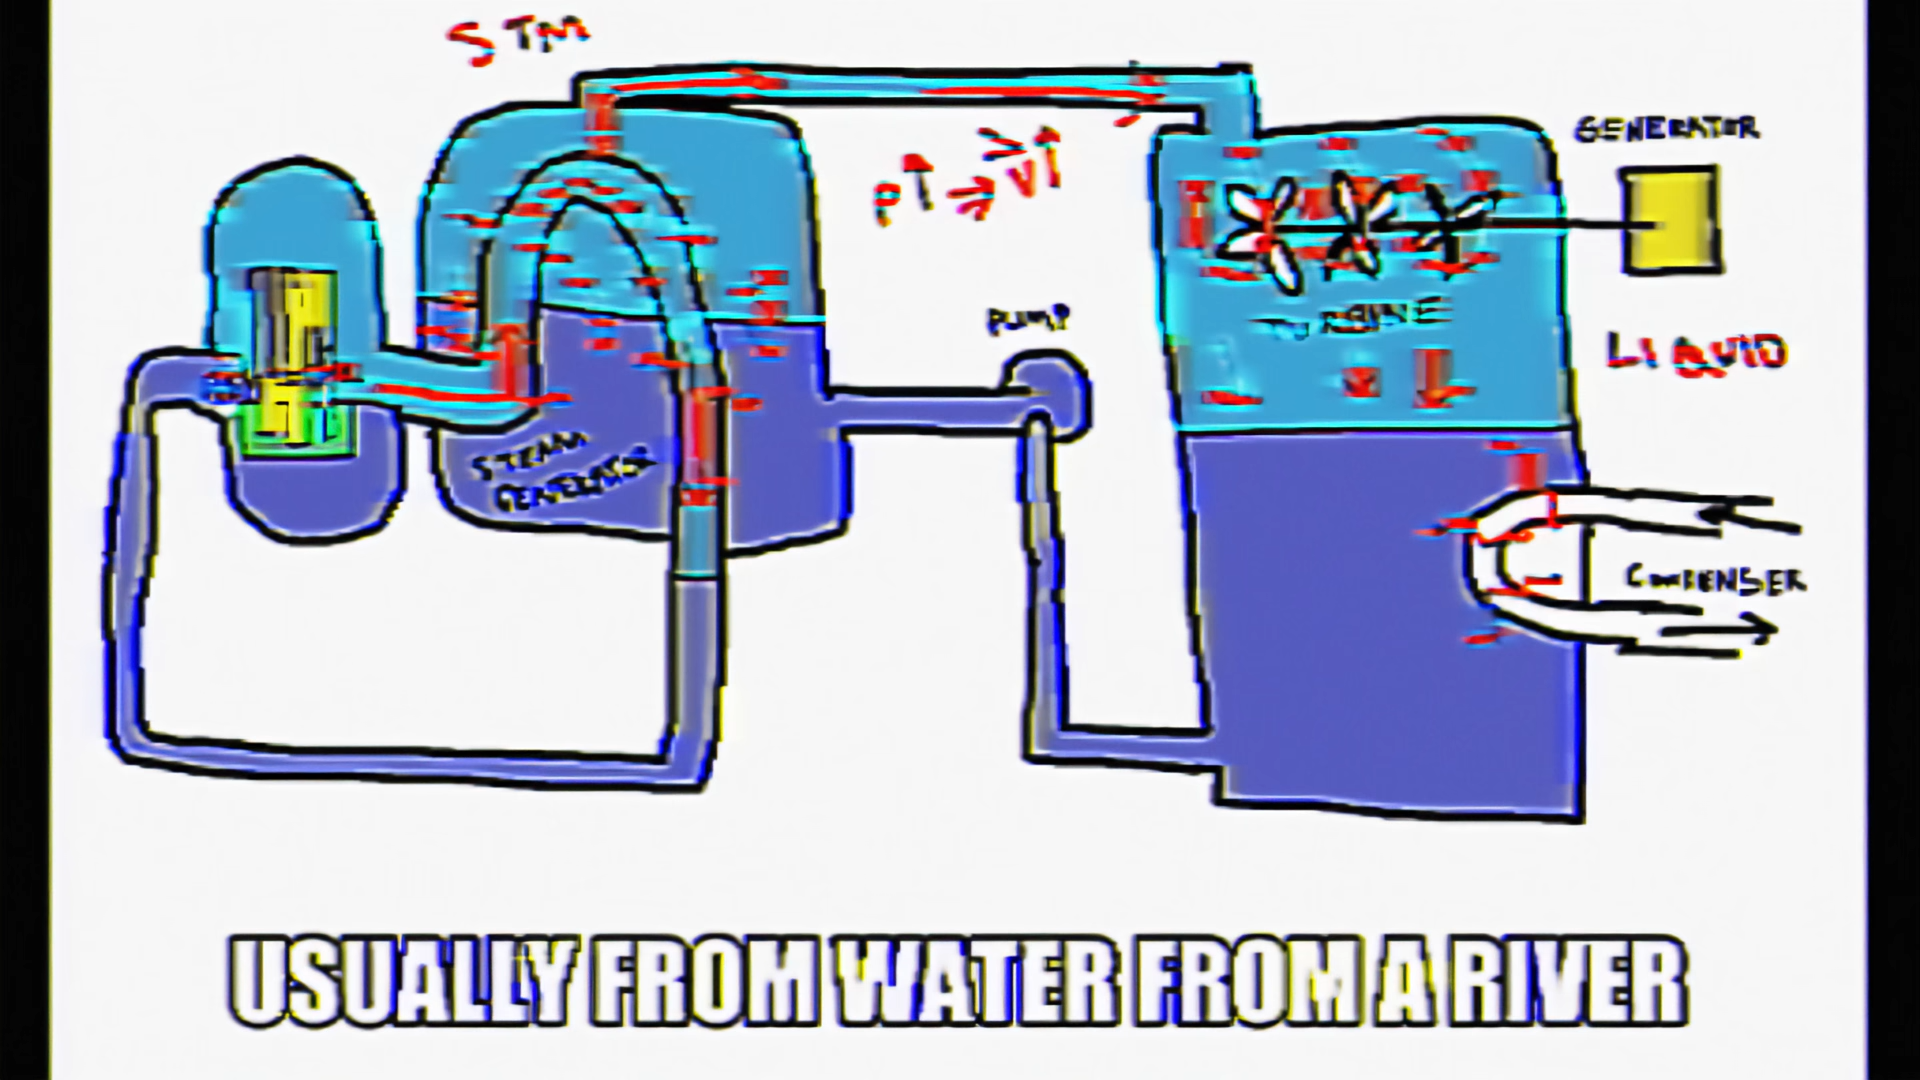 STM
GENERATOR
P↑ → V↑
PUMP
TURBINE
LIQUID
STEAM
GENERATOR
CONDENSER
USUALLY FROM WATER FROM A RIVER